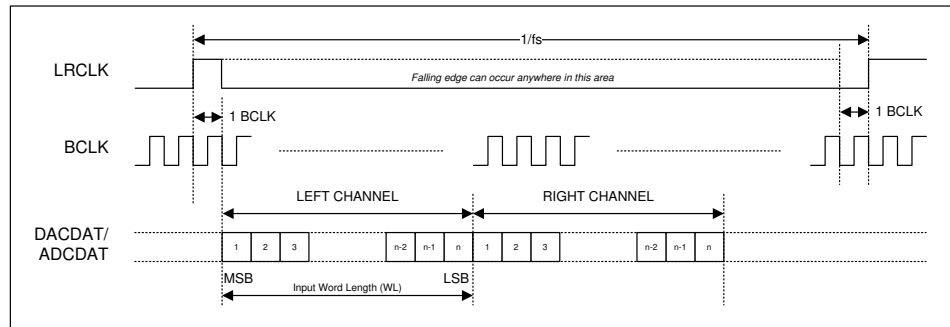 1/fs
LRCLK
Falling edge can occur anywhere in this area
1 BCLK
1 BCLK
BCLK
LEFT CHANNEL
RIGHT CHANNEL
DACDAT/
ADCDAT
1 2 3 n-2 n-1 n 1 2 3 n-2 n-1 n
MSB LSB
Input Word Length (WL)